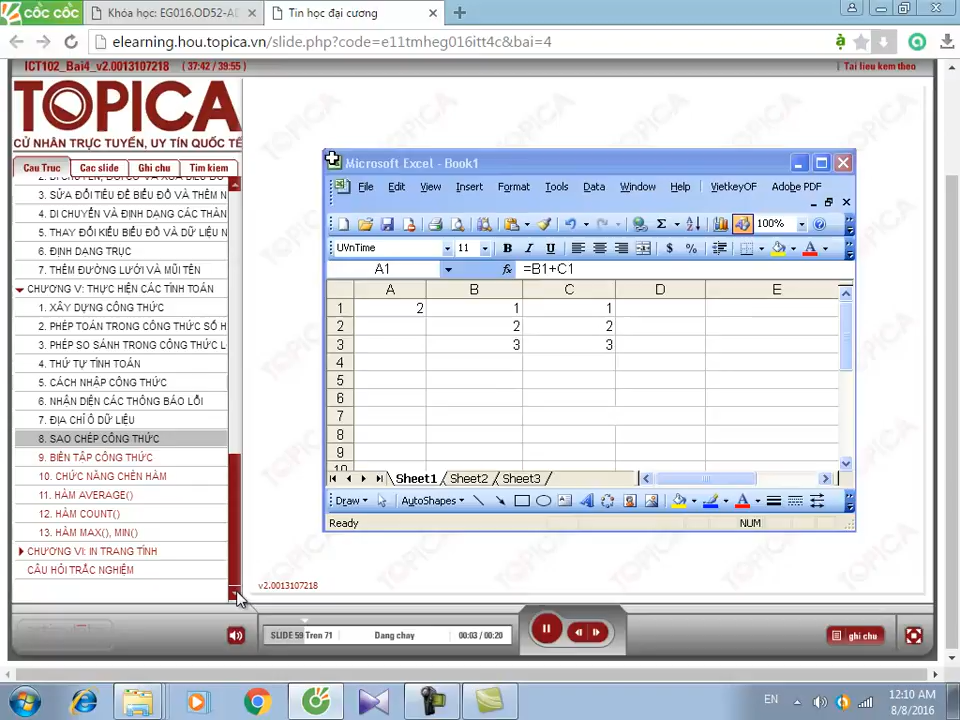 cốc cốc
Khóa học: EG016.OD52-A
Tin học đại cương
elearning.hou.topica.vn/slide.php?code=e11tmheg016itt4c&bai=4
ICT102_Bai4_v2.0013107218 ( 37:42 / 39:55 )
Tai lieu kem theo
TOPICA
CỬ NHÂN TRỰC TUYẾN, UY TÍN QUỐC TẾ
Cau Truc
Cac slide
Ghi chu
Tim kiem
3. SỬA ĐỔI TIÊU ĐỀ BIỂU ĐỒ VÀ THÊM N
4. DI CHUYỂN VÀ ĐỊNH DẠNG CÁC THÀN
5. THAY ĐỔI KIỂU BIỂU ĐỒ VÀ DỮ LIỆU N
6. ĐỊNH DẠNG TRỤC
7. THÊM ĐƯỜNG LƯỚI VÀ MŨI TÊN
CHƯƠNG V: THỰC HIỆN CÁC TÍNH TOÁN
1. XÂY DỰNG CÔNG THỨC
2. PHÉP TOÁN TRONG CÔNG THỨC SỐ H
3. PHÉP SO SÁNH TRONG CÔNG THỨC L
4. THỨ TỰ TÍNH TOÁN
5. CÁCH NHẬP CÔNG THỨC
6. NHẬN DIỆN CÁC THÔNG BÁO LỖI
7. ĐỊA CHỈ Ô DỮ LIỆU
8. SAO CHÉP CÔNG THỨC
9. BIÊN TẬP CÔNG THỨC
10. CHỨC NĂNG CHÈN HÀM
11. HÀM AVERAGE()
12. HÀM COUNT()
13. HÀM MAX(), MIN()
CHƯƠNG VI: IN TRANG TÍNH
CÂU HỎI TRẮC NGHIỆM
Microsoft Excel - Book1
File Edit View Insert Format Tools Data Window Help VietkeyOF Adobe PDF
100%
UVnTime 11 B I U $ %
A1 fx =B1+C1
A B C D E
1 2 1 1
2 2 2
3 3 3
4
5
6
7
8
9
10
Sheet1 Sheet2 Sheet3
Draw AutoShapes
Ready NUM
v2.0013107218
SLIDE 59 Tren 71 Dang chay 00:03 / 00:20
ghi chu
EN
12:10 AM
8/8/2016